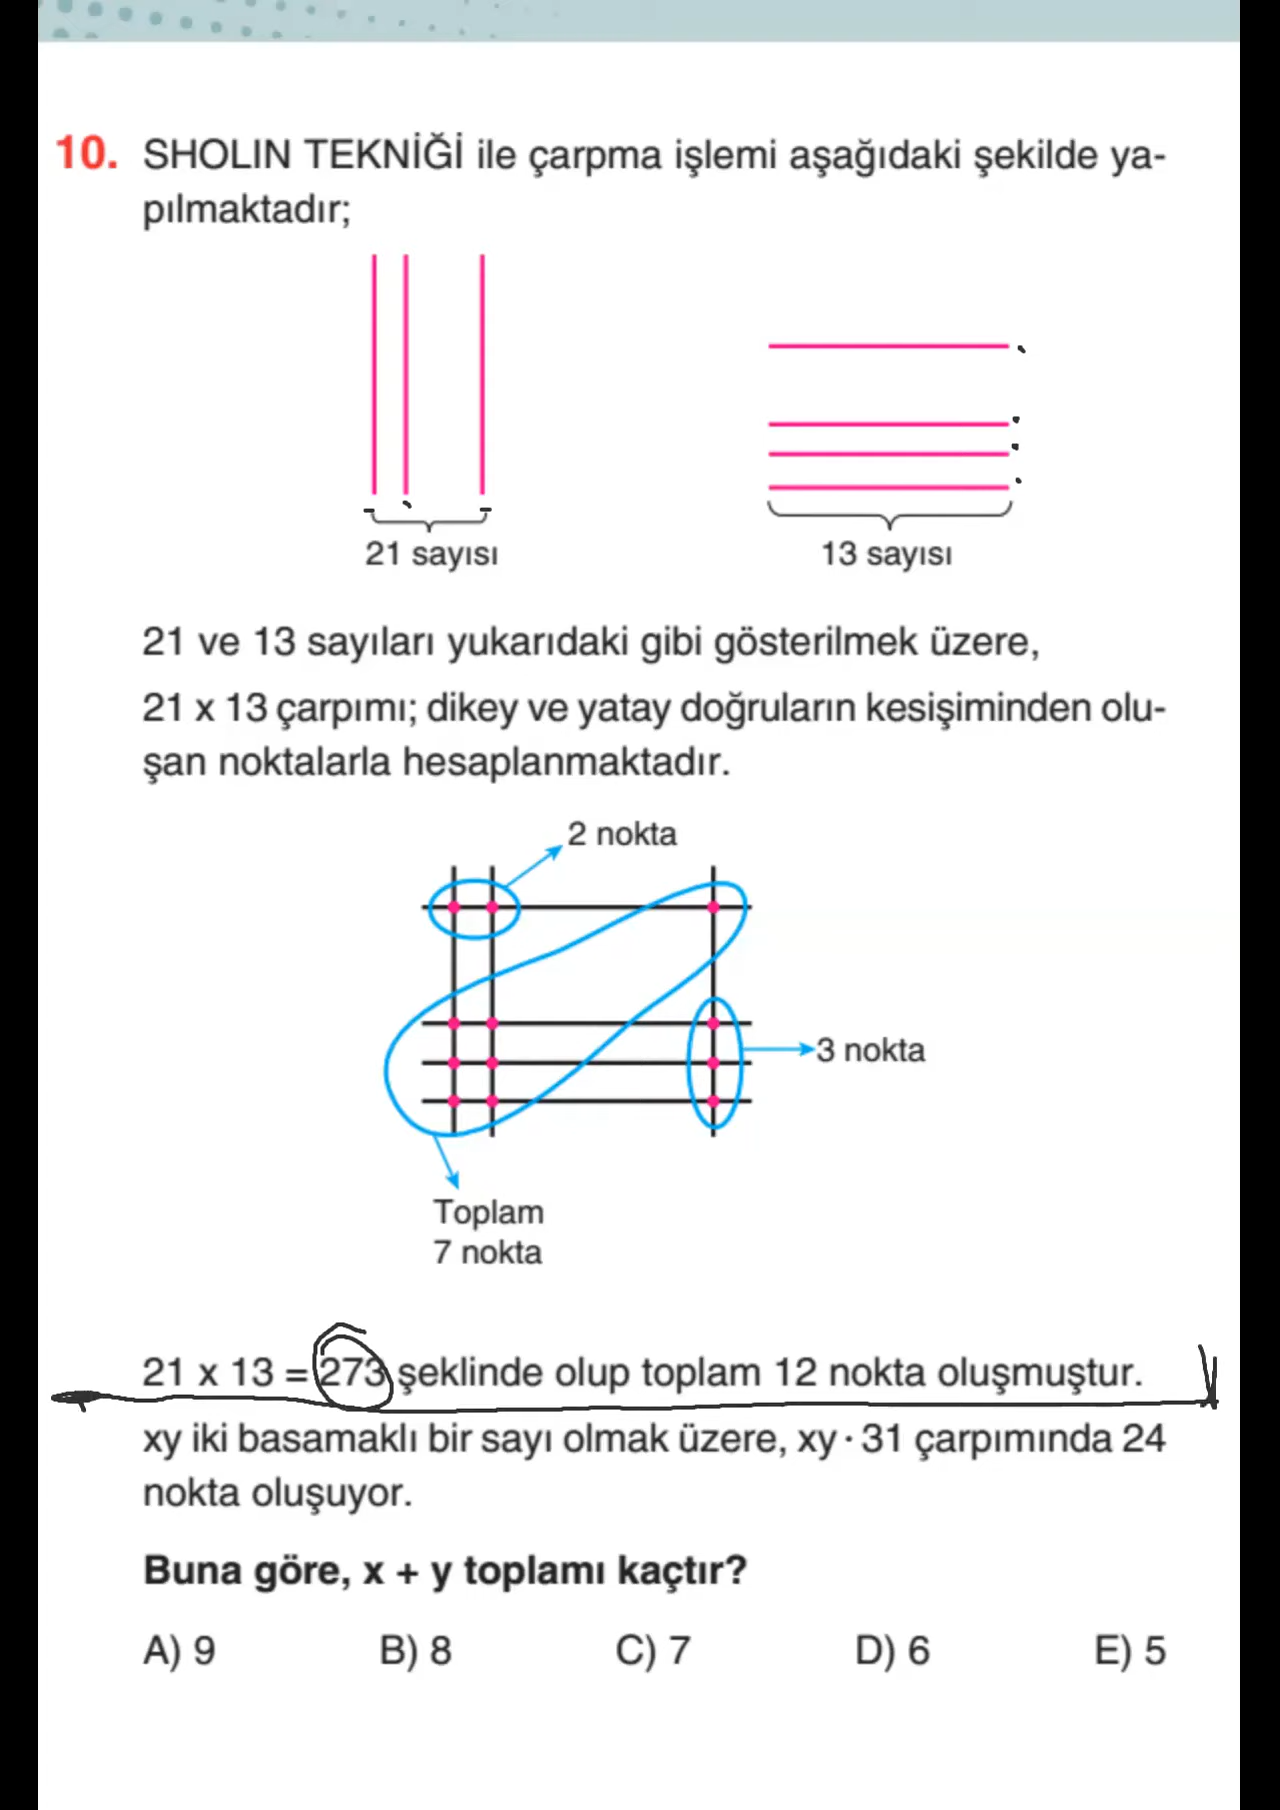 10. SHOLIN TEKNİĞİ ile çarpma işlemi aşağıdaki şekilde ya-
pılmaktadır;
21 sayısı
13 sayısı
21 ve 13 sayıları yukarıdaki gibi gösterilmek üzere,
21 x 13 çarpımı; dikey ve yatay doğruların kesişiminden olu-
şan noktalarla hesaplanmaktadır.
2 nokta
3 nokta
Toplam
7 nokta
21 x 13 = 273 şeklinde olup toplam 12 nokta oluşmuştur.
xy iki basamaklı bir sayı olmak üzere, xy · 31 çarpımında 24
nokta oluşuyor.
Buna göre, x + y toplamı kaçtır?
A) 9 B) 8 C) 7 D) 6 E) 5